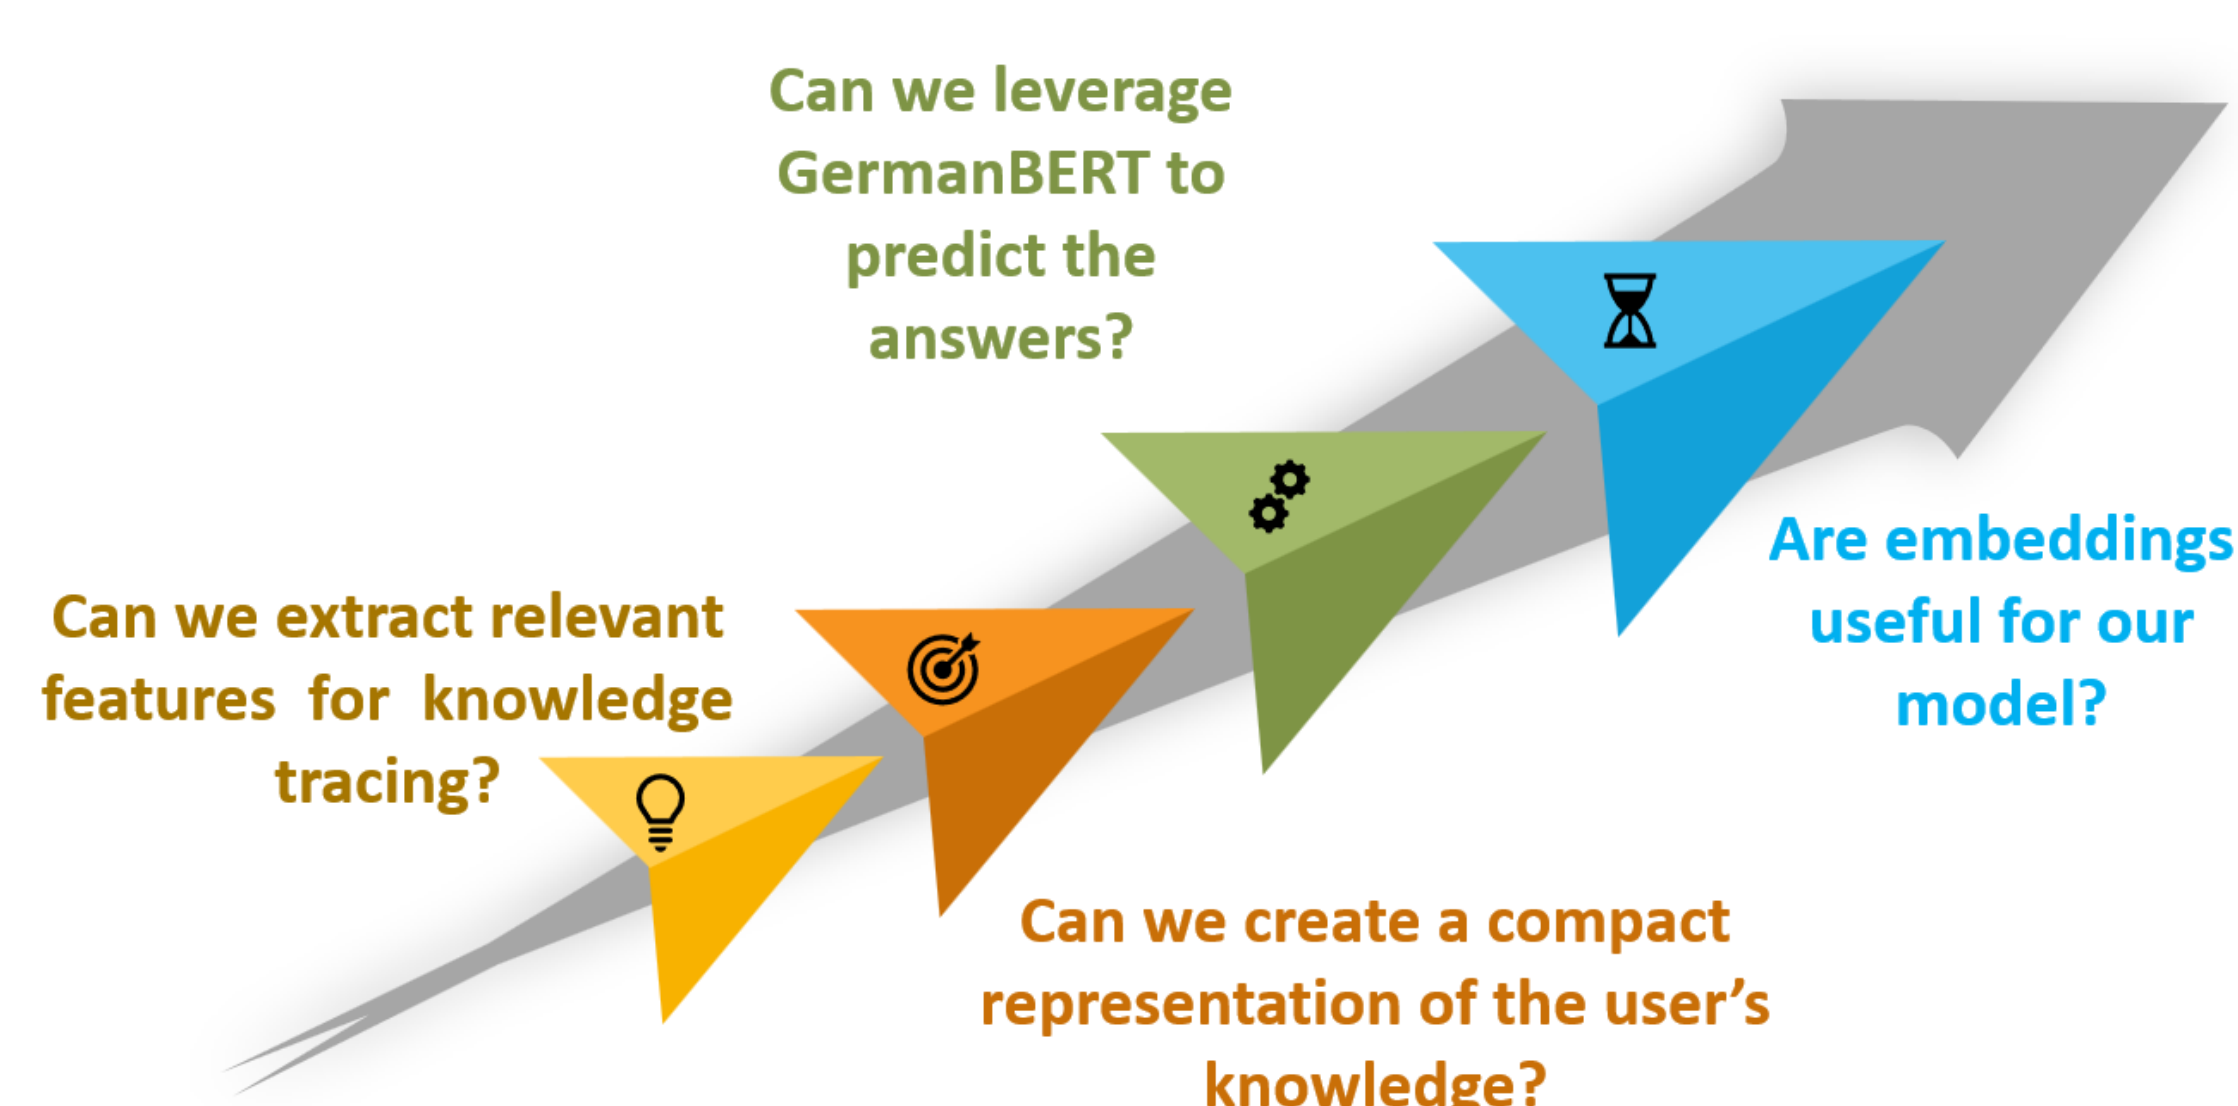 Can we leverage
GermanBERT to
predict the
answers?
Are embeddings
useful for our
model?
Can we extract relevant
features for knowledge
tracing?
Can we create a compact
representation of the user’s
knowledge?